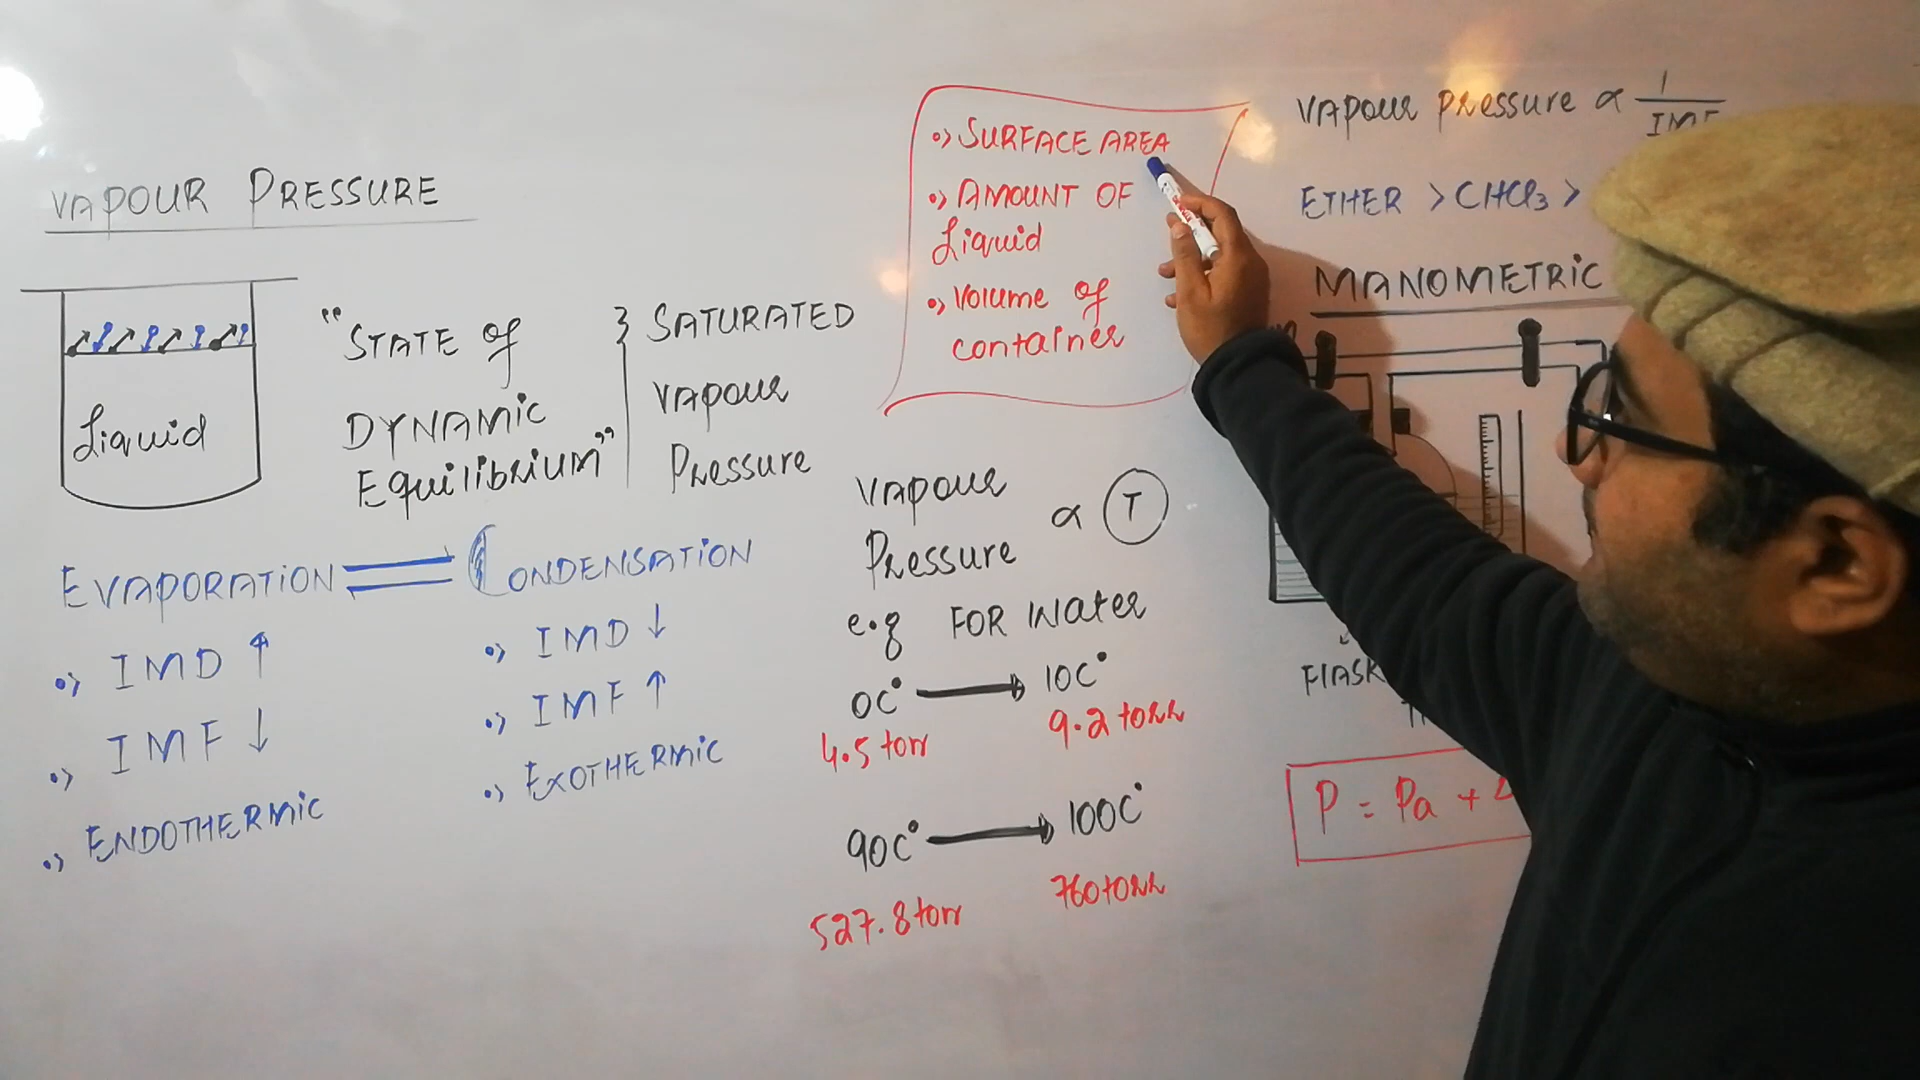 VAPOUR PRESSURE
Liquid
"STATE of
DYNAMIC
Equilibrium"
SATURATED
VAPOUR
Pressure
EVAPORATION ⇌ CONDENSATION
•) IMD ↑
•) IMF ↓
•) ENDOTHERMIC
•) IMD ↓
•) IMF ↑
•) EXOTHERMIC
•) SURFACE AREA
•) AMOUNT OF
Liquid
•) Volume of
container
VAPOUR
Pressure ∝ T
e.g FOR Water
0C° → 10C°
4.5 torr 9.2 torr
90C° → 100C°
527.8 torr 760 torr
VAPOUR Pressure ∝ 1
IMF
ETHER > CHCl3 >
MANOMETRIC
FlASK
P = Pa +